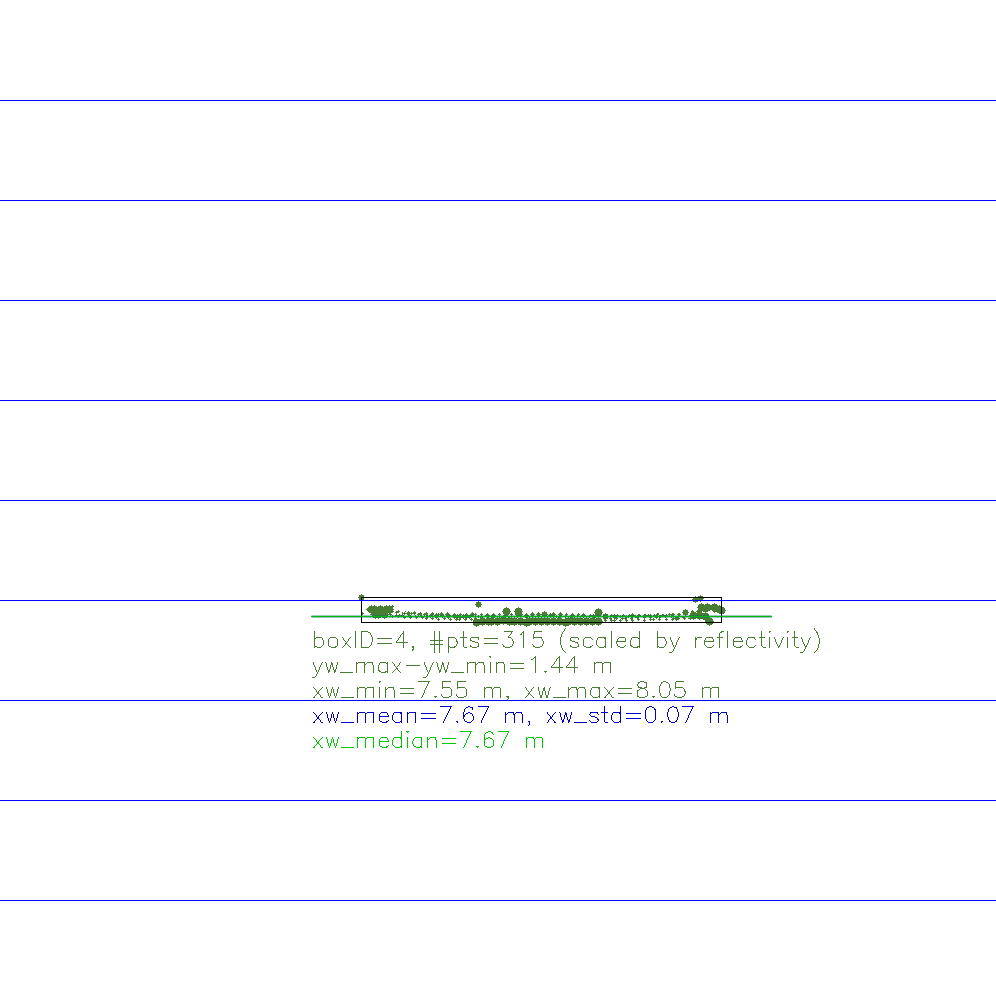 boxID=4, #pts=315 (scaled by reflectivity)
yw_max-yw_min=1.44 m
xw_min=7.55 m, xw_max=8.05 m
xw_mean=7.67 m, xw_std=0.07 m
xw_median=7.67 m